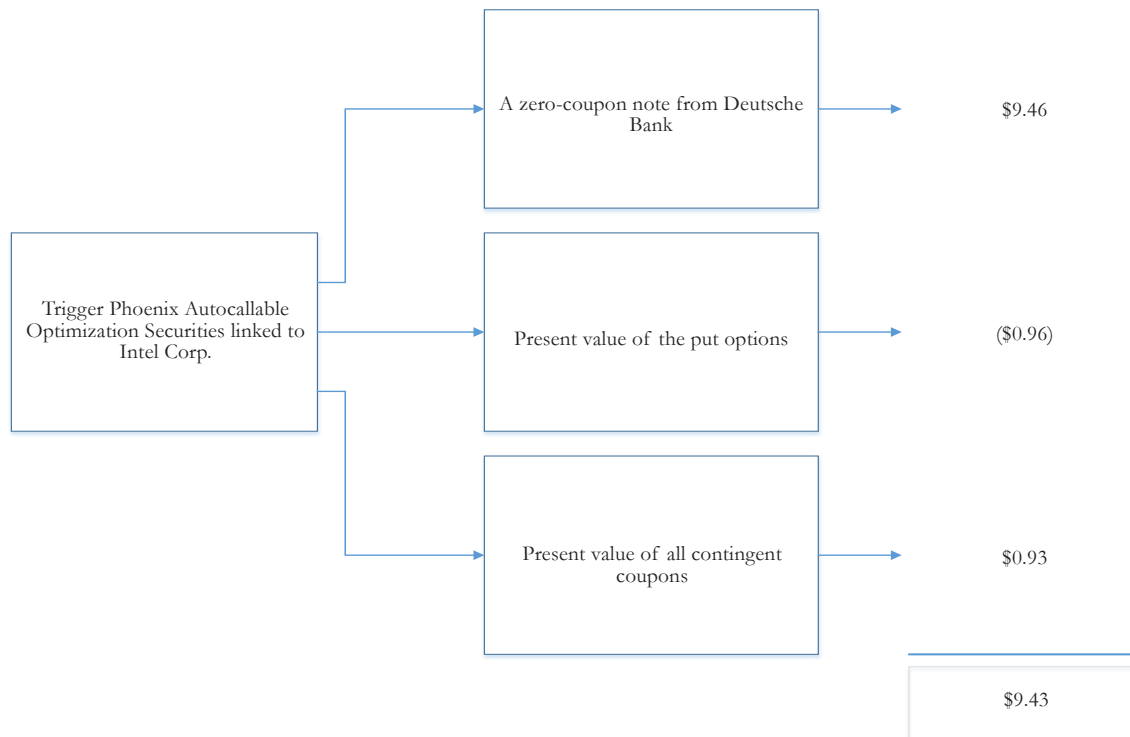 A zero-coupon note from Deutsche
Bank
$9.46
Trigger Phoenix Autocallable
Optimization Securities linked to
Intel Corp.
Present value of the put options
($0.96)
Present value of all contingent
coupons
$0.93
$9.43